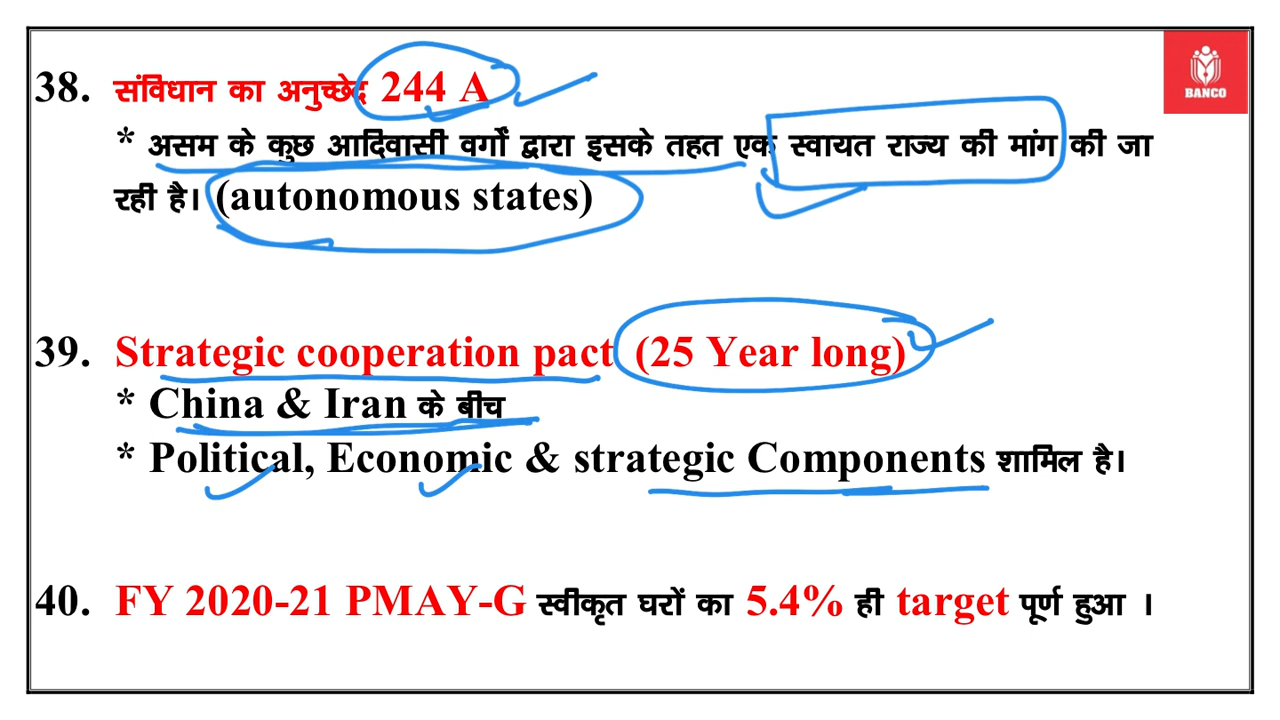 38. संविधान का अनुच्छेद 244 A
* असम के कुछ आदिवासी वर्गों द्वारा इसके तहत एक स्वायत राज्य की मांग की जा
रही है। (autonomous states)
BANCO
39. Strategic cooperation pact (25 Year long)
* China & Iran के बीच
* Political, Economic & strategic Components शामिल है।
40. FY 2020-21 PMAY-G स्वीकृत घरों का 5.4% ही target पूर्ण हुआ ।